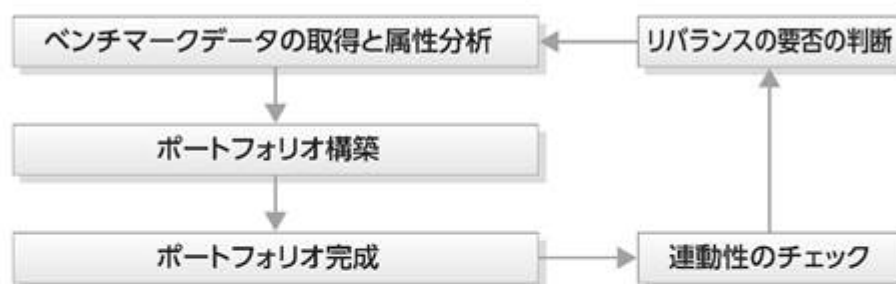 ベンチマークデータの取得と属性分析
リバランスの要否の判断
ポートフォリオ構築
ポートフォリオ完成
連動性のチェック